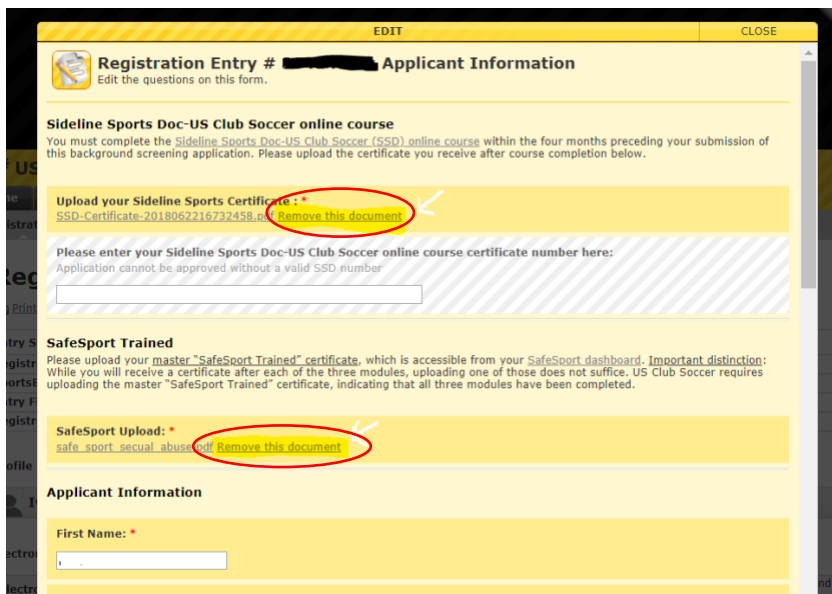 EDIT
CLOSE
Registration Entry # Applicant Information
Edit the questions on this form.
Sideline Sports Doc-US Club Soccer online course
You must complete the Sideline Sports Doc-US Club Soccer (SSD) online course within the four months preceding your submission of
this background screening application. Please upload the certificate you receive after course completion below.
Upload your Sideline Sports Certificate : *
SSD-Certificate-2018062216732458.pdf Remove this document
Please enter your Sideline Sports Doc-US Club Soccer online course certificate number here:
Application cannot be approved without a valid SSD number
SafeSport Trained
Please upload your master "SafeSport Trained" certificate, which is accessible from your SafeSport dashboard. Important distinction:
While you will receive a certificate after each of the three modules, uploading one of those does not suffice. US Club Soccer requires
uploading the master "SafeSport Trained" certificate, indicating that all three modules have been completed.
SafeSport Upload: *
safe_sport_secual_abuse.pdf Remove this document
Applicant Information
First Name: *
US
Print